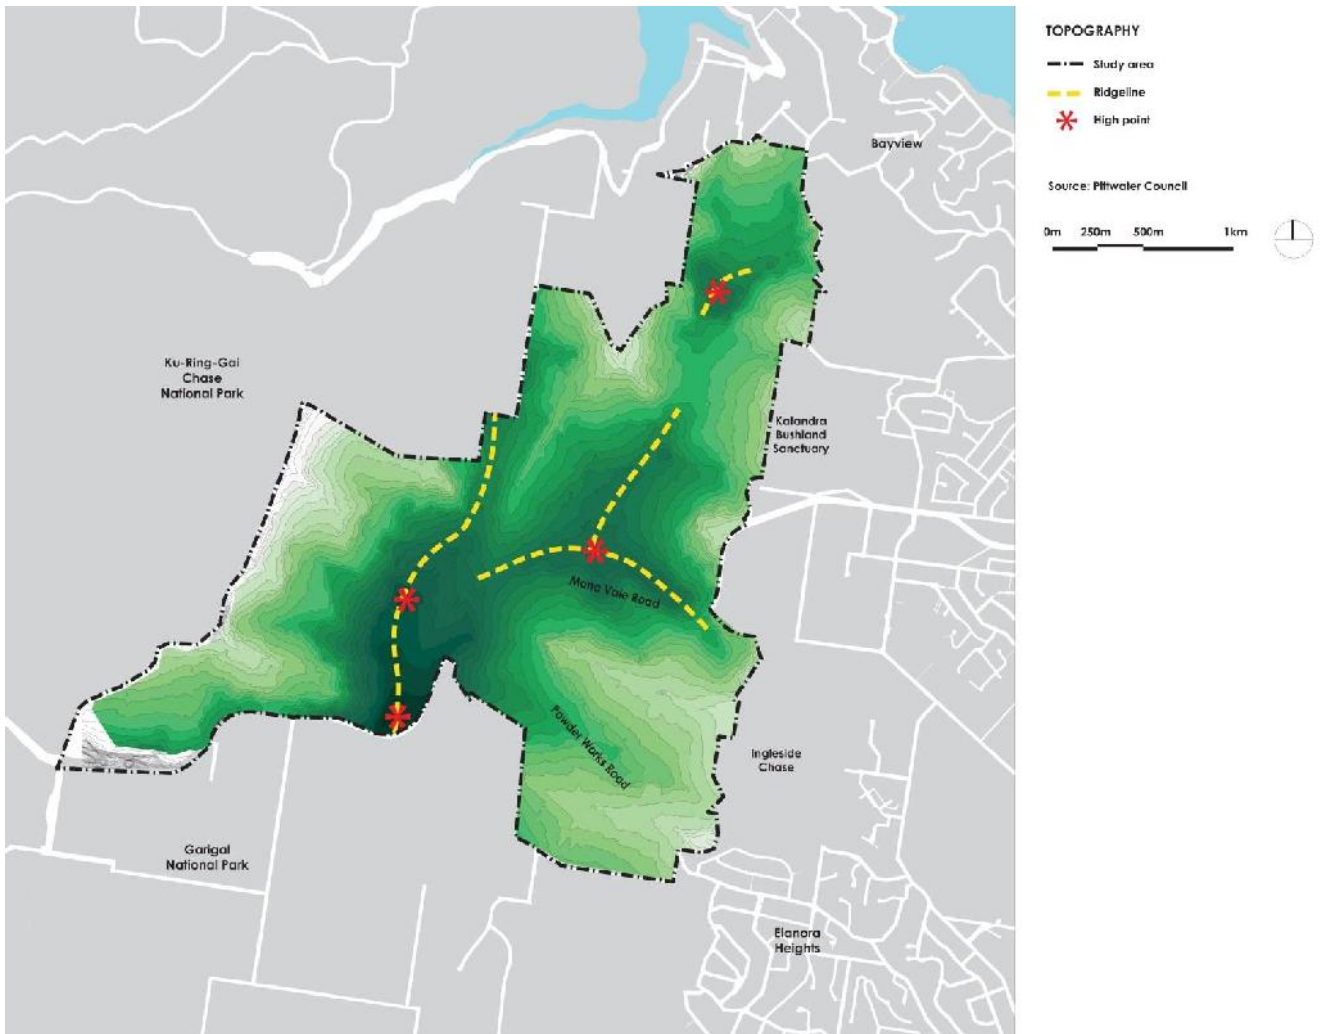 TOPOGRAPHY
Study area
Ridgeline
High point
Source: Pittwater Council
0m 250m 500m 1km
Bayview
Ku-Ring-Gai
Chase
National Park
Kalandra
Bushland
Sanctuary
Mona Vale Road
Powder Works Road
Ingleside
Chase
Garigal
National Park
Elanora
Heights